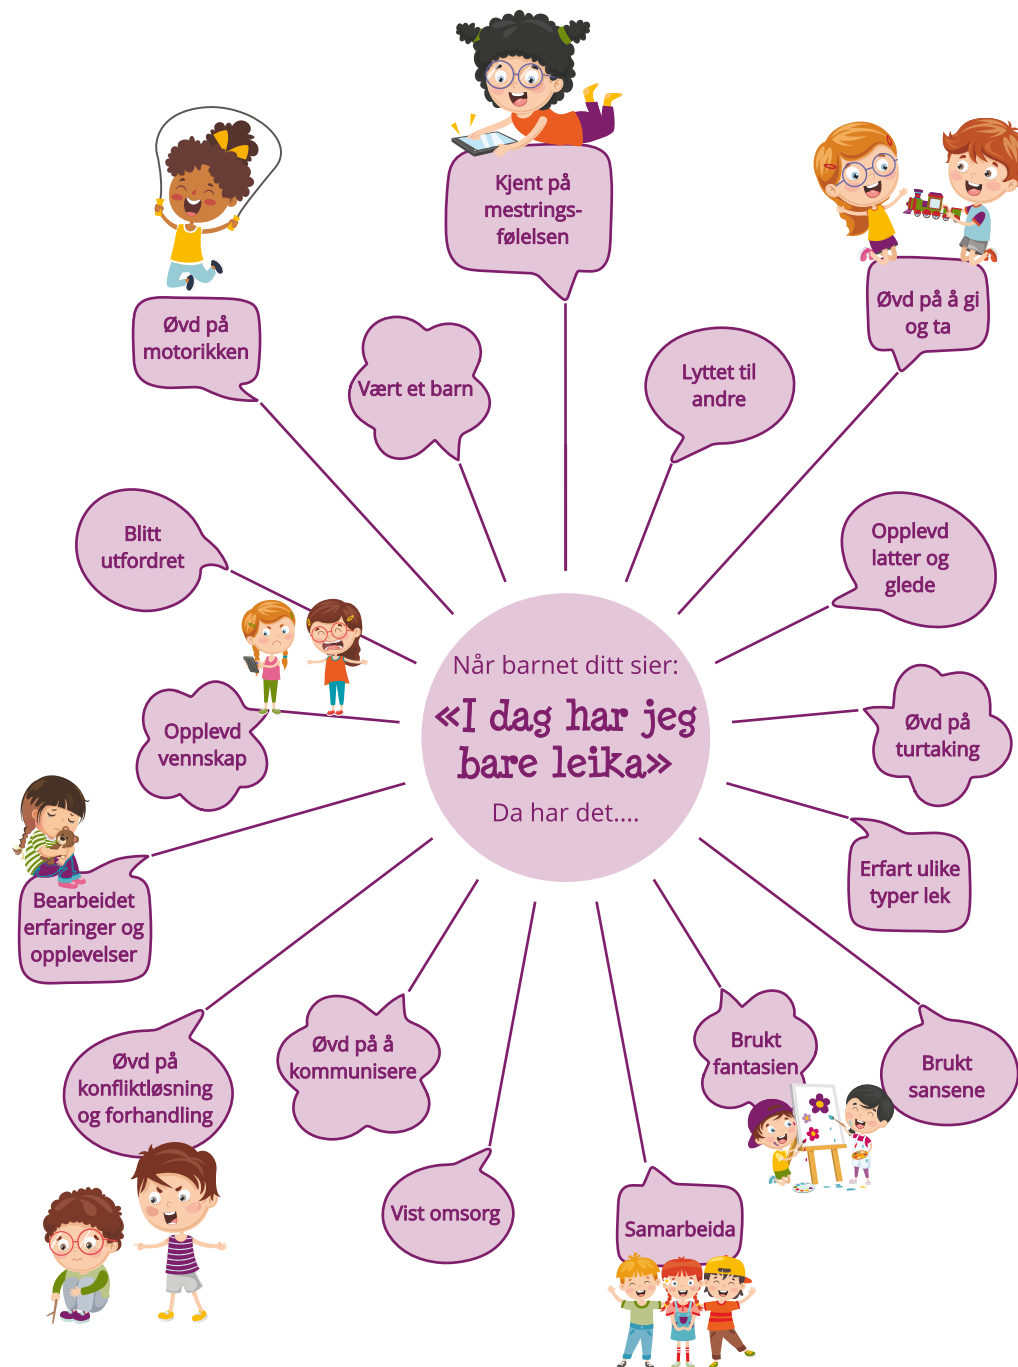 Kjent på
mestrings-
følelsen
Øvd på å gi
og ta
Øvd på
motorikken
Vært et barn
Lyttet til
andre
Blitt
utfordret
Opplevd
latter og
glede
Når barnet ditt sier:
«I dag har jeg
bare leika»
Da har det....
Opplevd
vennskap
Øvd på
turtaking
Erfart ulike
typer lek
Bearbeidet
erfaringer og
opplevelser
Øvd på
konfliktløsning
og forhandling
Øvd på å
kommunisere
Brukt
fantasien
Brukt
sansene
Vist omsorg
Samarbeida